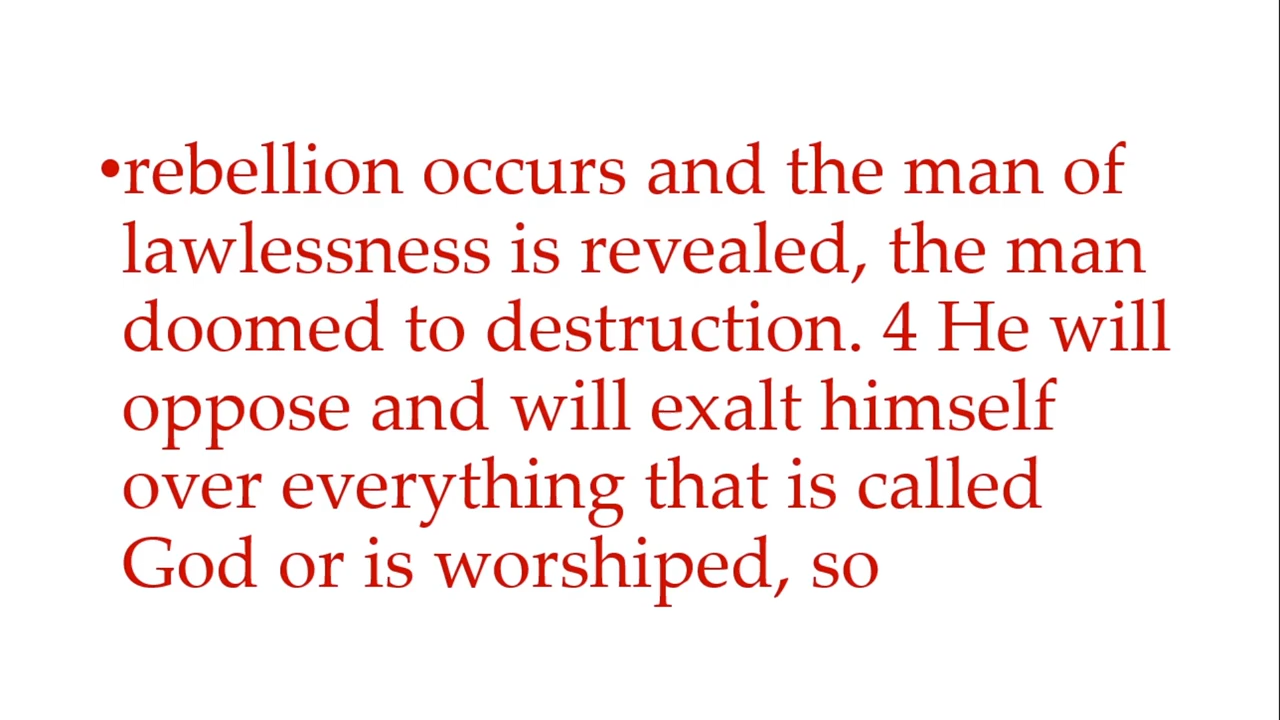 •rebellion occurs and the man of
lawlessness is revealed, the man
doomed to destruction. 4 He will
oppose and will exalt himself
over everything that is called
God or is worshiped, so